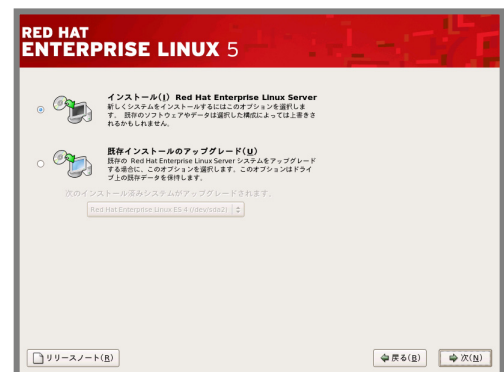 RED HAT
ENTERPRISE LINUX 5
インストール(I) Red Hat Enterprise Linux Server
新しくシステムをインストールするにはこのオプションを選択しま
す。 既存のソフトウェアやデータは選択した構成によっては上書きさ
れるかもしれません。
既存インストールのアップグレード(U)
既存の Red Hat Enterprise Linux Server システムをアップグレード
する場合に、このオプションを選択します。このオプションはドライ
ブ上の既存データを保持します。
次のインストール済みシステムがアップグレードされます。
Red Hat Enterprise Linux ES 4 (/dev/sda2)
リリースノート(R)
戻る(B)
次(N)